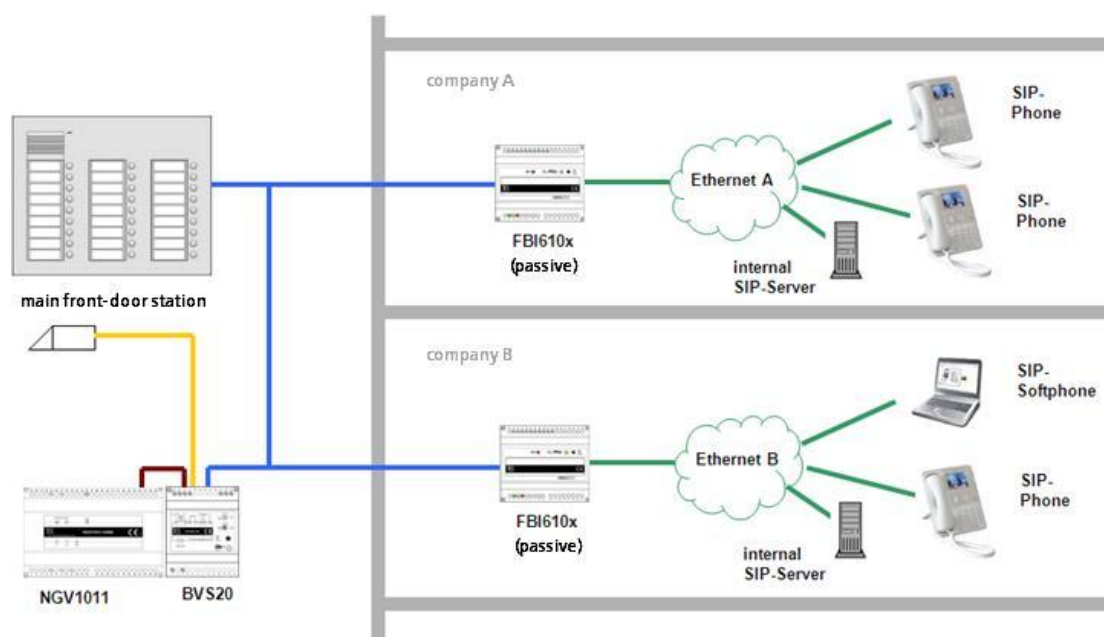 company A
SIP-
Phone
Ethernet A
SIP-
Phone
FBI610x
(passive)
internal
SIP-Server
main front-door station
company B
SIP-
Softphone
Ethernet B
SIP-
Phone
FBI610x
(passive)
internal
SIP-Server
NGV1011
BVS20